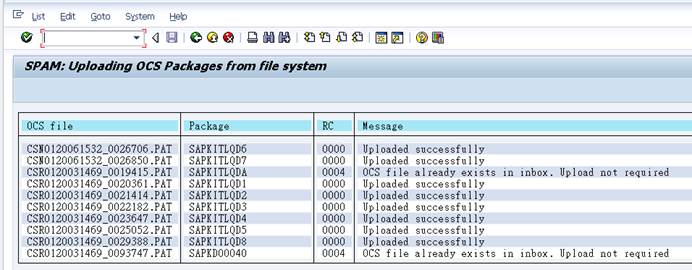 List Edit Goto System Help
SPAM: Uploading OCS Packages from file system
OCS file Package RC Message
CSN0120061532_0026706.PAT SAPKITLQD6 0000 Uploaded successfully
CSN0120061532_0026850.PAT SAPKITLQD7 0000 Uploaded successfully
CSR0120031469_0019415.PAT SAPKITLQDA 0004 OCS file already exists in inbox. Upload not required
CSR0120031469_0020361.PAT SAPKITLQD1 0000 Uploaded successfully
CSR0120031469_0021414.PAT SAPKITLQD2 0000 Uploaded successfully
CSR0120031469_0022182.PAT SAPKITLQD3 0000 Uploaded successfully
CSR0120031469_0023647.PAT SAPKITLQD4 0000 Uploaded successfully
CSR0120031469_0025052.PAT SAPKITLQD5 0000 Uploaded successfully
CSR0120031469_0029388.PAT SAPKITLQD8 0000 Uploaded successfully
CSR0120031469_0093747.PAT SAPKD00040 0004 OCS file already exists in inbox. Upload not required